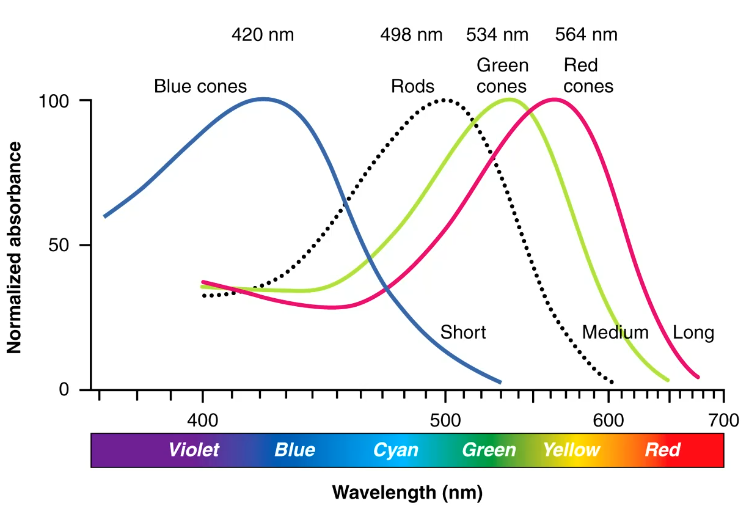 420 nm 498 nm 534 nm 564 nm
Blue cones
Rods
Green
cones
Red
cones
100
50
0
Normalized absorbance
Short
Medium
Long
400 500 600 700
Violet Blue Cyan Green Yellow Red
Wavelength (nm)